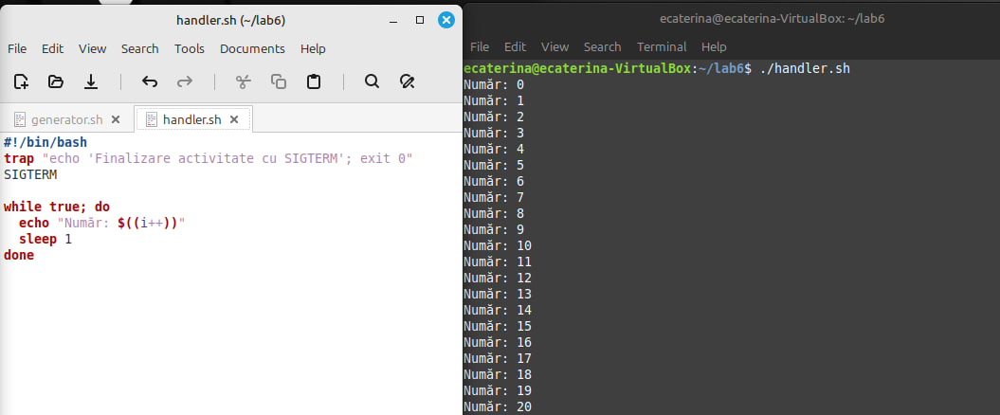 handler.sh (~/lab6)
File Edit View Search Tools Documents Help
generator.sh
handler.sh
#!/bin/bash
trap "echo 'Finalizare activitate cu SIGTERM'; exit 0"
SIGTERM
while true; do
  echo "Număr: $((i++))"
  sleep 1
done
ecaterina@ecaterina-VirtualBox: ~/lab6
File Edit View Search Terminal Help
ecaterina@ecaterina-VirtualBox:~/lab6$ ./handler.sh
Număr: 0
Număr: 1
Număr: 2
Număr: 3
Număr: 4
Număr: 5
Număr: 6
Număr: 7
Număr: 8
Număr: 9
Număr: 10
Număr: 11
Număr: 12
Număr: 13
Număr: 14
Număr: 15
Număr: 16
Număr: 17
Număr: 18
Număr: 19
Număr: 20